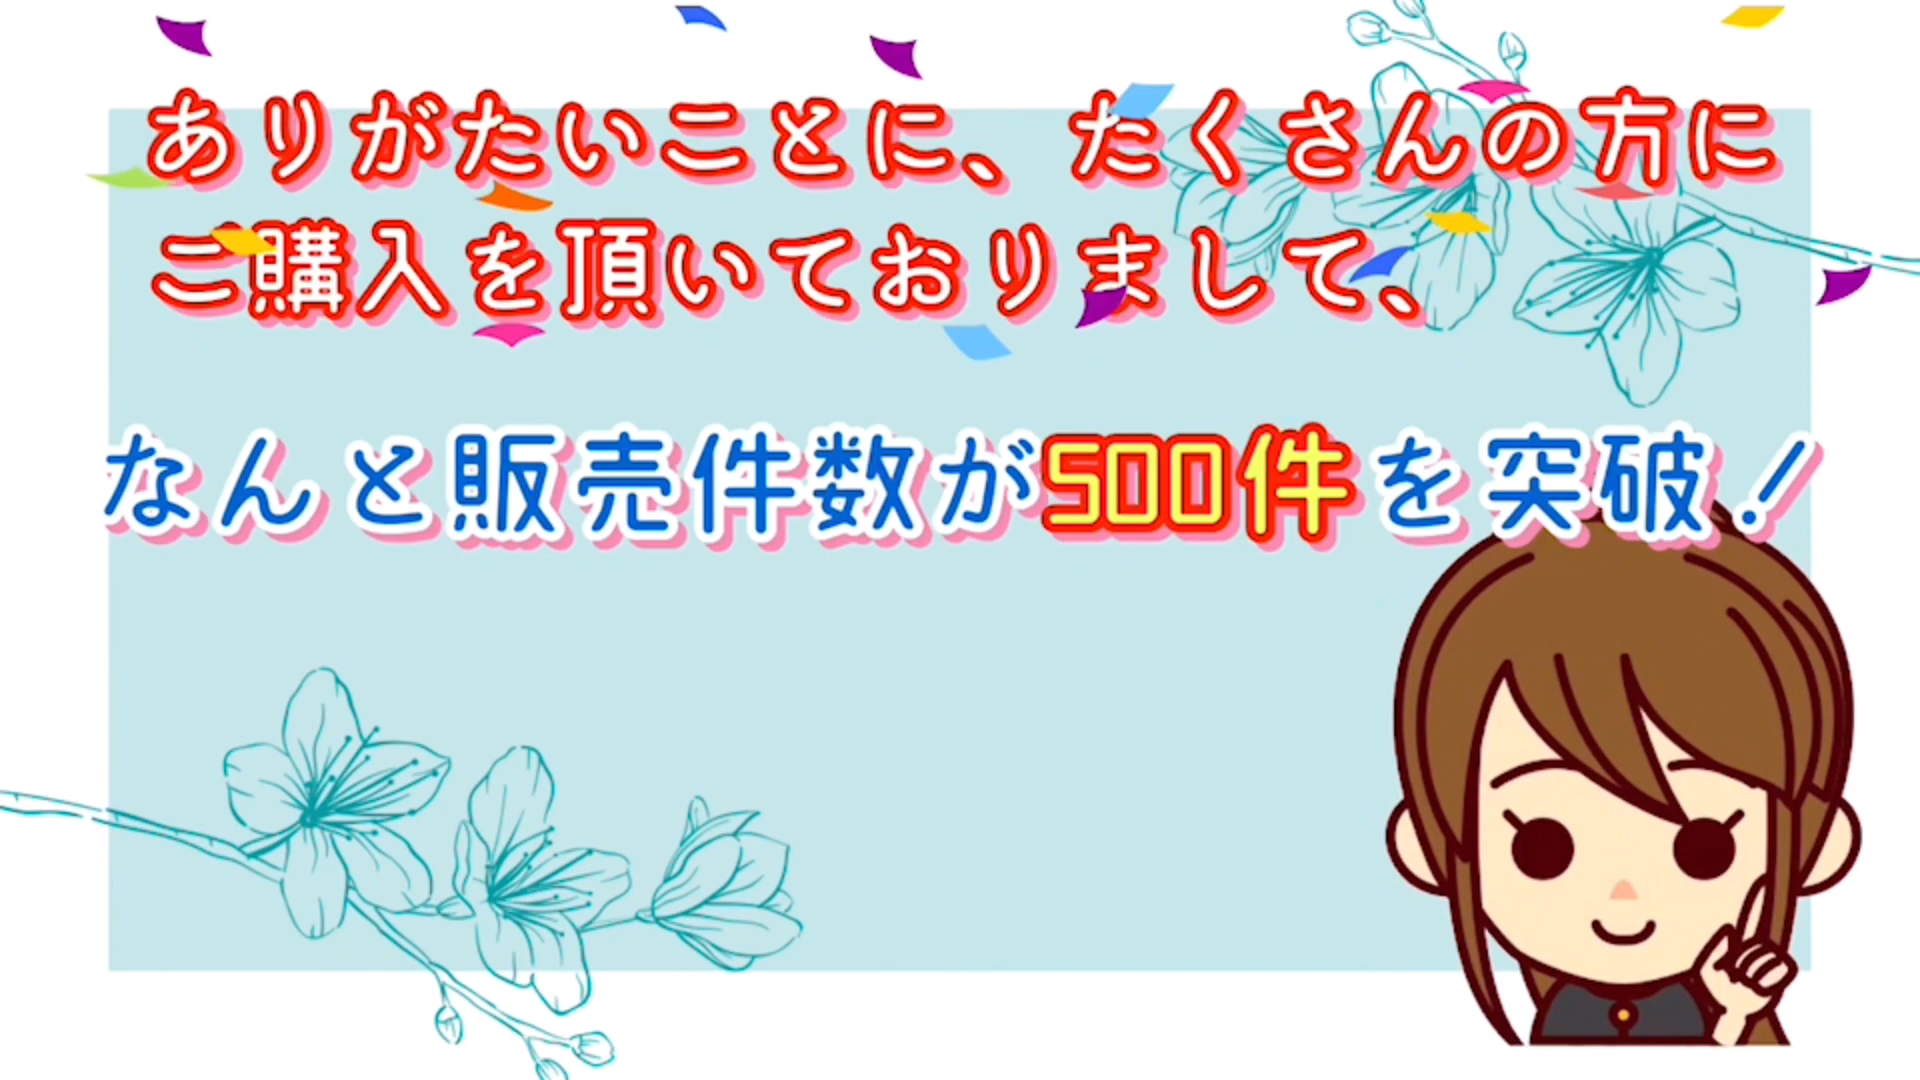 ありがたいことに、たくさんの方に
ご購入を頂いておりまして、
なんと販売件数が500件を突破！